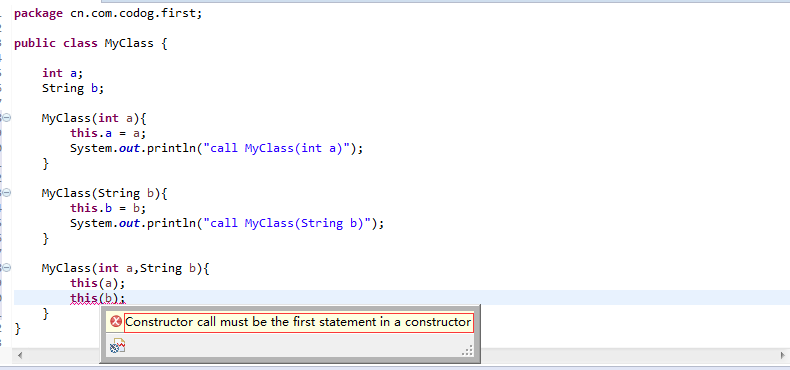 package cn.com.codog.first;
public class MyClass {
int a;
String b;
MyClass(int a){
this.a = a;
System.out.println("call MyClass(int a)");
}
MyClass(String b){
this.b = b;
System.out.println("call MyClass(String b)");
}
MyClass(int a,String b){
this(a);
this(b);
}
}
Constructor call must be the first statement in a constructor